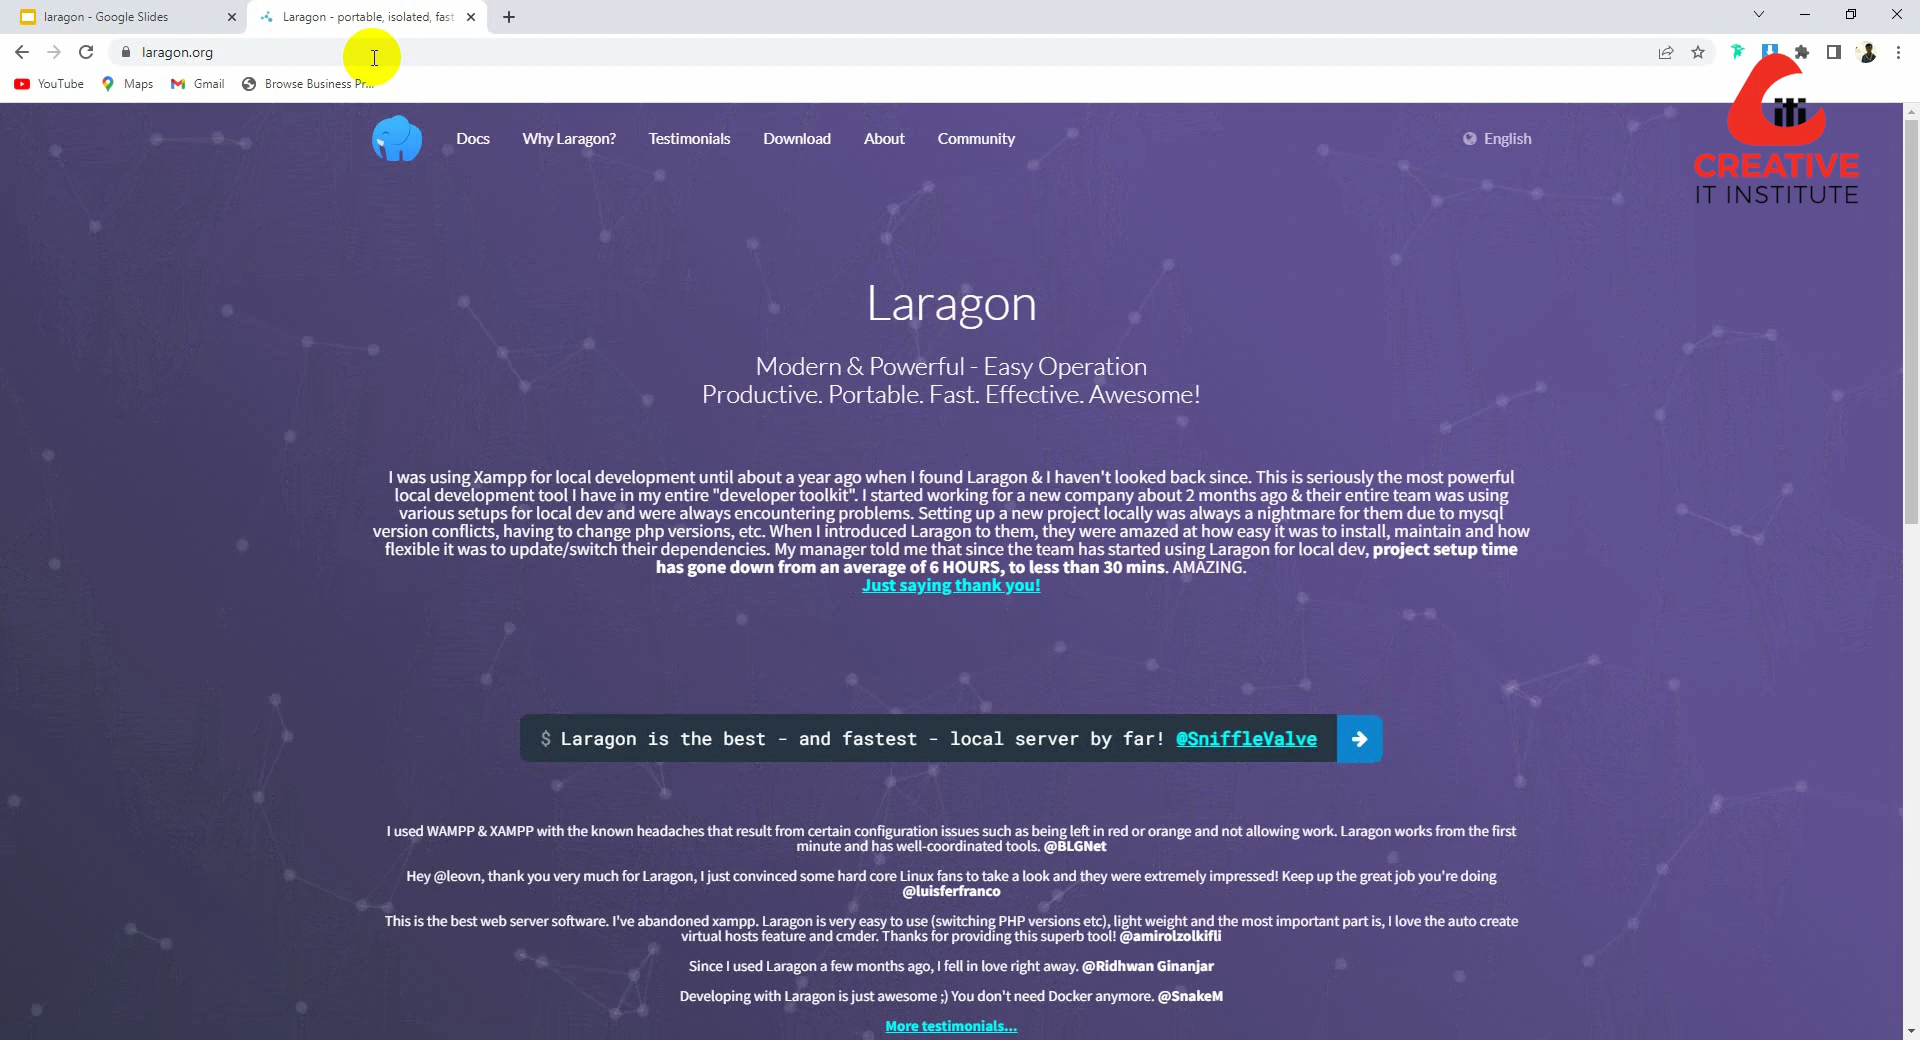 laragon - Google Slides
Laragon - portable, isolated, fast
laragon.org
YouTube
Maps
Gmail
Browse Business Pr...
Docs
Why Laragon?
Testimonials
Download
About
Community
English
iti
CREATIVE
IT INSTITUTE
Laragon
Modern & Powerful - Easy Operation
Productive. Portable. Fast. Effective. Awesome!
I was using Xampp for local development until about a year ago when I found Laragon & I haven't looked back since. This is seriously the most powerful
local development tool I have in my entire "developer toolkit". I started working for a new company about 2 months ago & their entire team was using
various setups for local dev and were always encountering problems. Setting up a new project locally was always a nightmare for them due to mysql
version conflicts, having to change php versions, etc. When I introduced Laragon to them, they were amazed at how easy it was to install, maintain and how
flexible it was to update/switch their dependencies. My manager told me that since the team has started using Laragon for local dev, project setup time
has gone down from an average of 6 HOURS, to less than 30 mins. AMAZING.
Just saying thank you!
$ Laragon is the best - and fastest - local server by far! @SniffleValve
I used WAMPP & XAMPP with the known headaches that result from certain configuration issues such as being left in red or orange and not allowing work. Laragon works from the first
minute and has well-coordinated tools. @BLGNet
Hey @leovn, thank you very much for Laragon, I just convinced some hard core Linux fans to take a look and they were extremely impressed! Keep up the great job you're doing
@luisferfranco
This is the best web server software. I've abandoned xampp. Laragon is very easy to use (switching PHP versions etc), light weight and the most important part is, I love the auto create
virtual hosts feature and cmder. Thanks for providing this superb tool! @amirolzolkifli
Since I used Laragon a few months ago, I fell in love right away. @Ridhwan Ginanjar
Developing with Laragon is just awesome ;) You don't need Docker anymore. @SnakeM
More testimonials...